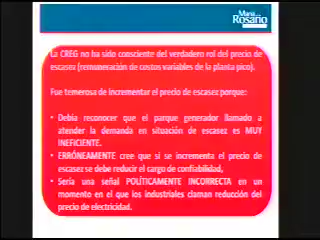 María del
Rosario
La CREG no ha sido consciente del verdadero rol del precio de
escasez (remuneración de costos variables de la planta pico).
Fue temerosa de incrementar el precio de escasez porque:
• Debía reconocer que el parque generador llamado a
atender la demanda en situación de escasez es MUY
INEFICIENTE.
• ERRÓNEAMENTE cree que si se incrementa el precio de
escasez se debe reducir el cargo de confiabilidad,
• Sería una señal POLÍTICAMENTE INCORRECTA en un
momento en el que los industriales claman reducción del
precio de electricidad.